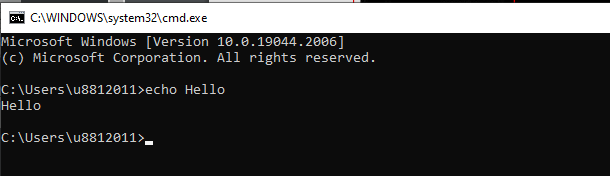 C:\WINDOWS\system32\cmd.exe
Microsoft Windows [Version 10.0.19044.2006]
(c) Microsoft Corporation. All rights reserved.
C:\Users\u8812011>echo Hello
Hello
C:\Users\u8812011>